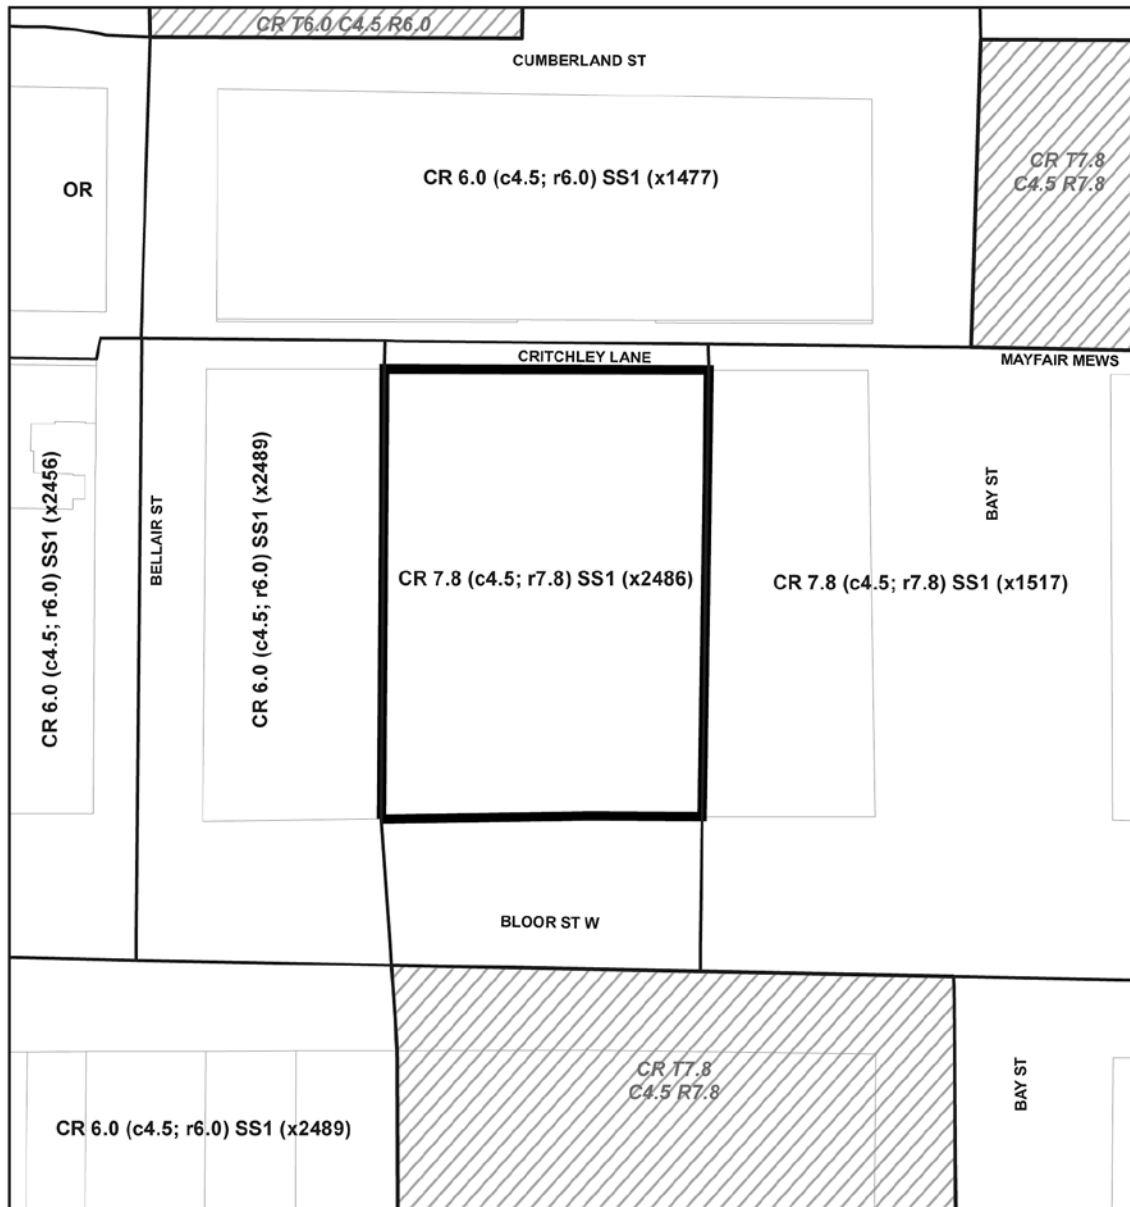 CR T6.0 C4.5 R6.0
CUMBERLAND ST
CR T7.8
C4.5 R7.8
OR
CR 6.0 (c4.5; r6.0) SS1 (x1477)
CRITCHLEY LANE
MAYFAIR MEWS
CR 6.0 (c4.5; r6.0) SS1 (x2456)
BELLAIR ST
CR 6.0 (c4.5; r6.0) SS1 (x2489)
CR 7.8 (c4.5; r7.8) SS1 (x2486)
BAY ST
CR 7.8 (c4.5; r7.8) SS1 (x1517)
BLOOR ST W
CR T7.8
C4.5 R7.8
BAY ST
CR 6.0 (c4.5; r6.0) SS1 (x2489)